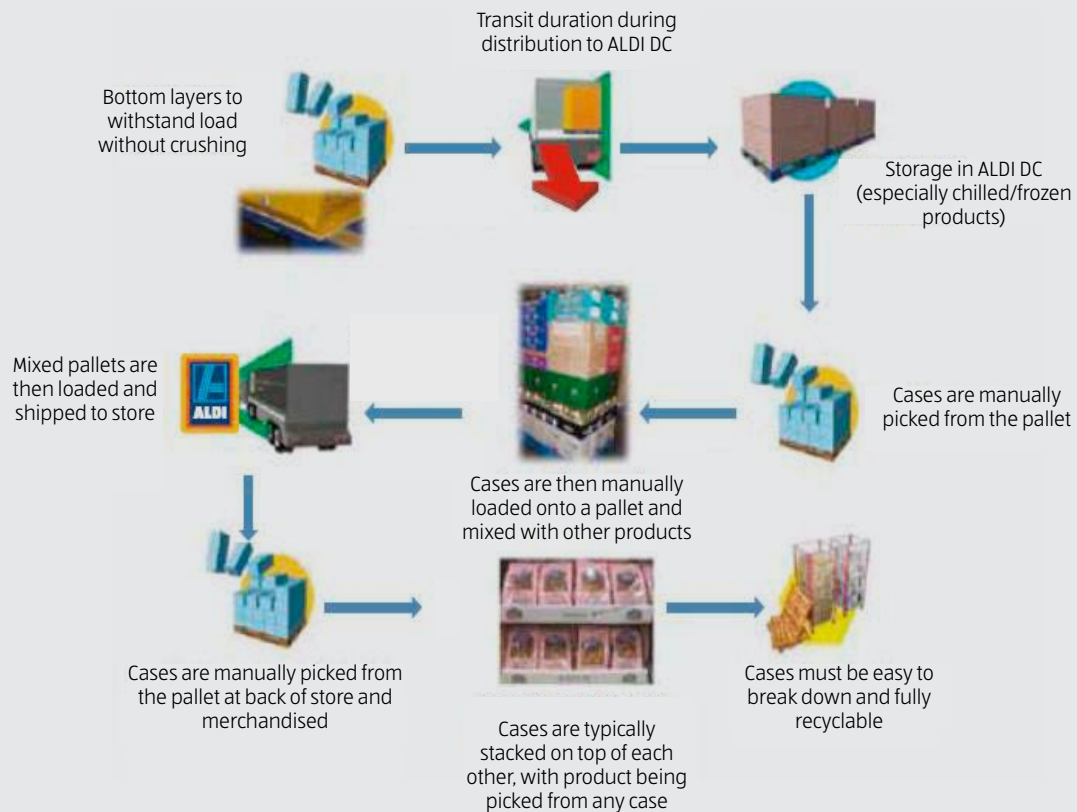 Transit duration during
distribution to ALDI DC
Bottom layers to
withstand load
without crushing
Storage in ALDI DC
(especially chilled/frozen
products)
Cases are manually
picked from the pallet
Cases are then manually
loaded onto a pallet and
mixed with other products
Mixed pallets are
then loaded and
shipped to store
ALDI
Cases are manually picked from
the pallet at back of store and
merchandised
Cases are typically
stacked on top of each
other, with product being
picked from any case
Cases must be easy to
break down and fully
recyclable